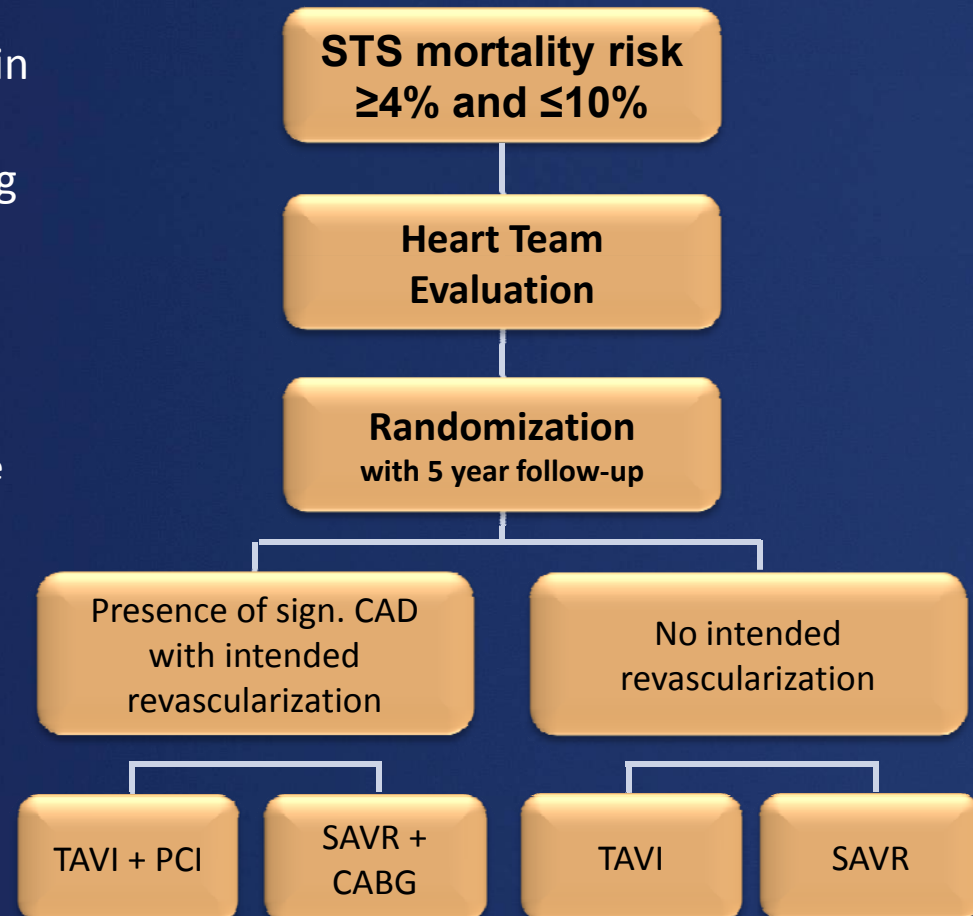 in
g
e
STS mortality risk
≥4% and ≤10%
Heart Team
Evaluation
Randomization
with 5 year follow-up
Presence of sign. CAD
with intended
revascularization
No intended
revascularization
TAVI + PCI
SAVR +
CABG
TAVI
SAVR